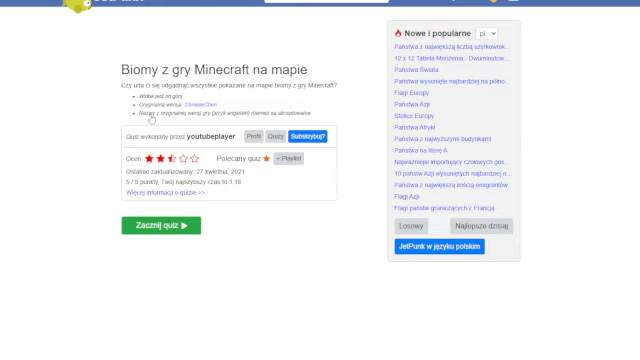 Biomy z gry Minecraft na mapie
Czy uda ci się odgadnąć wszystkie pokazane na mapie biomy z gry Minecraft?
Widok jest od góry
Oryginalna wersja: ChineseChen
Nazwy z oryginalnej wersji gry (język angielski) również są akceptowalne
Quiz wykonany przez youtubeplayer
Profil
Quizy
Subskrybuj?
Oceń
Polecany quiz
+ Playlist
Ostatnio zaktualizowany 27 kwietnia, 2021
5 / 5 punkty, Twój najszybszy czas to 1:18
Więcej informacji o quizie >>
Zacznij quiz
Nowe i popularne
pl
Państwa z największą liczbą użytkownik...
12 x 12 Tabela Mnożenia - Dwuminutow...
Państwa Świata
Państwa wysunięte najbardziej na półno...
Flagi Europy
Państwa Azji
Stolice Europy
Państwa Afryki
Państwa z najwyższymi budynkami
Państwa na literę A
Najważniejsi importujący czołowych gos...
10 państw Azji wysuniętych najbardziej n...
Państwa z największą ilością emigrantów
Flagi Azji
Flagi państw graniczących z Francją
Losowy
Najlepsze dzisiaj
JetPunk w języku polskim